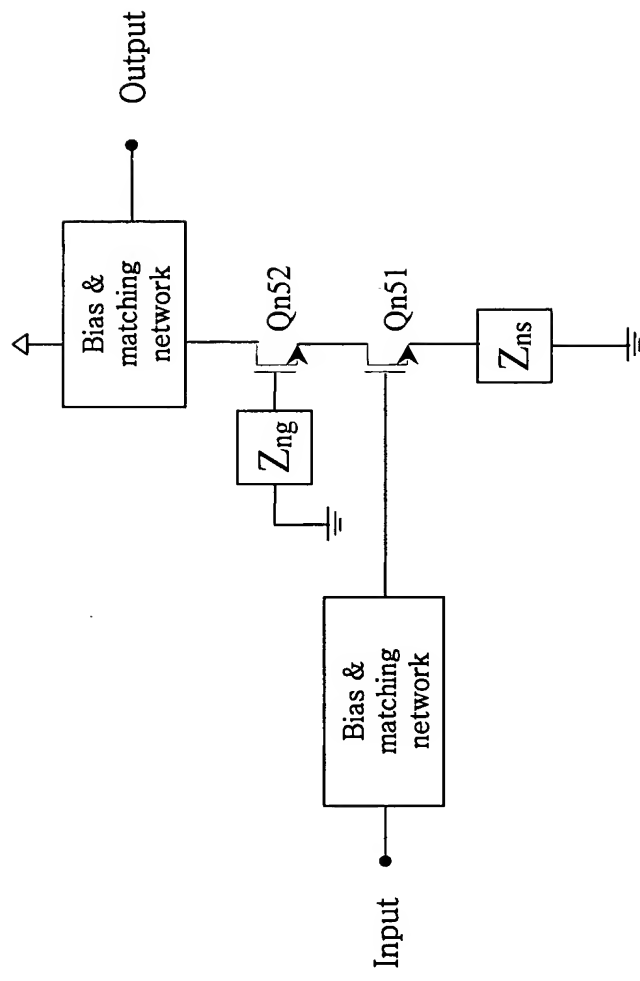 Output
Bias &
matching
network
Qn52
Zng
Qn51
Zns
Bias &
matching
network
Input